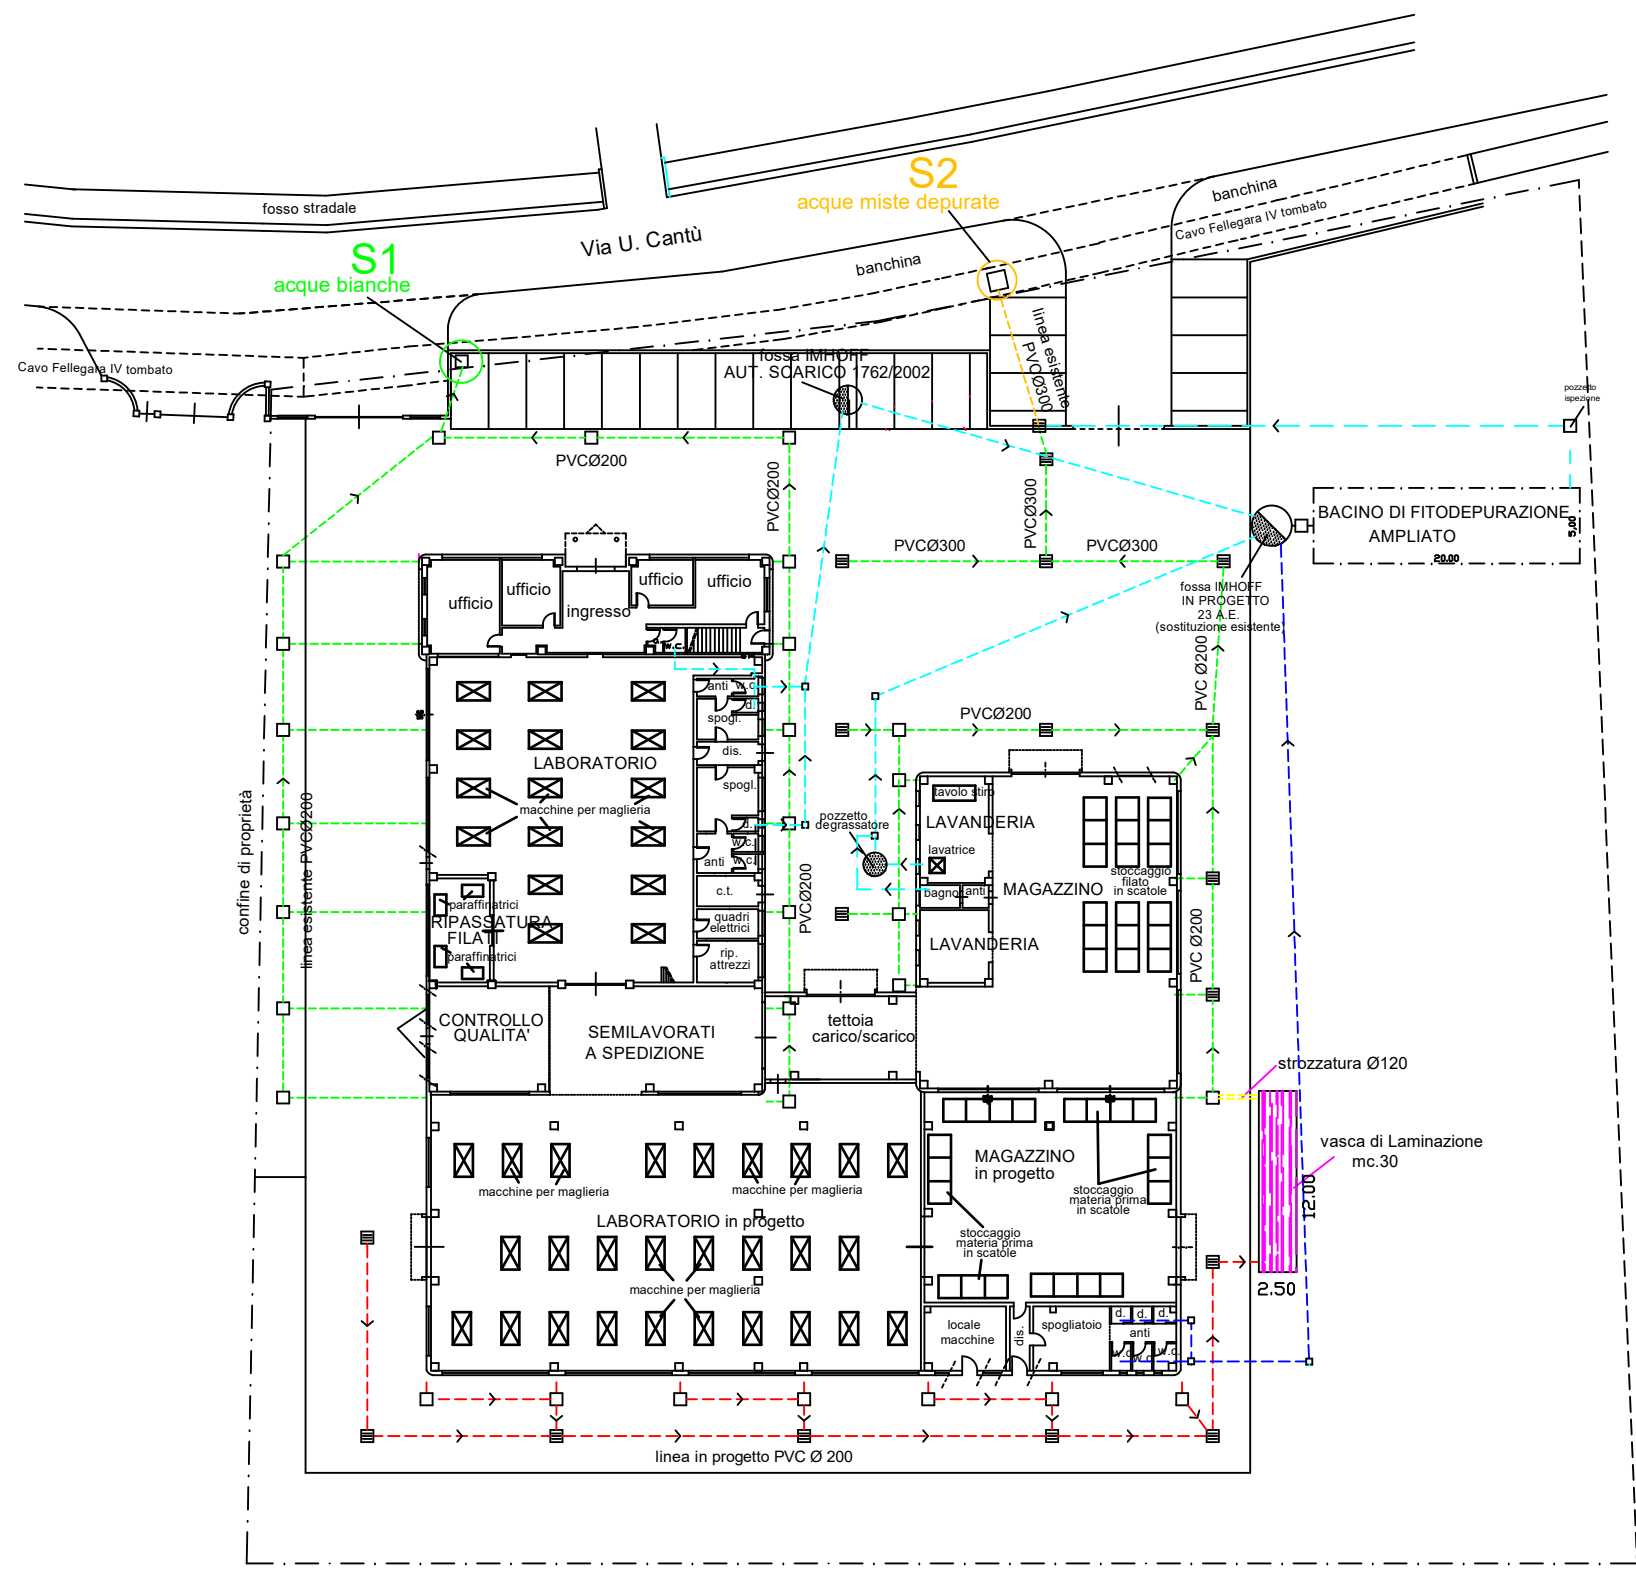 S2
acque miste depurate
banchina
Cavo Fellegara IV tombato
fosso stradale
Via U. Cantù
banchina
S1
acque bianche
linea esistente
PVCØ300
fossa IMHOFF
AUT. SCARICO 1762/2002
Cavo Fellegara IV tombato
pozzetto
ispezione
PVCØ200
PVCØ200
PVCØ300
PVCØ300
PVCØ300
BACINO DI FITODEPURAZIONE
AMPLIATO
5,00
20.00
fossa IMHOFF
IN PROGETTO
23 A.E.
(sostituzione esistente)
ufficio
ufficio
ingresso
ufficio
ufficio
w.c.
PVC Ø200
anti
w.c.
d.
spogl.
dis.
spogl.
d.
w.c.
w.c.
anti
c.t.
quadri
elettrici
rip.
attrezzi
PVCØ200
LABORATORIO
macchine per maglieria
confine di proprietà
linea esistente PVCØ200
pozzetto
degrassatore
PVCØ200
tavolo stiro
LAVANDERIA
lavatrice
bagno
anti
MAGAZZINO
stoccaggio
filato
in scatole
LAVANDERIA
PVC Ø200
paraffinatrici
RIPASSATURA
FILATI
paraffinatrici
CONTROLLO
QUALITA'
SEMILAVORATI
A SPEDIZIONE
tettoia
carico/scarico
strozzatura Ø120
vasca di Laminazione
mc.30
12.00
2.50
MAGAZZINO
in progetto
stoccaggio
materia prima
in scatole
stoccaggio
materia prima
in scatole
macchine per maglieria
macchine per maglieria
LABORATORIO in progetto
macchine per maglieria
locale
macchine
dis.
spogliatoio
d.
d.
d.
anti
w.c.
w.c.
w.c.
linea in progetto PVC Ø 200